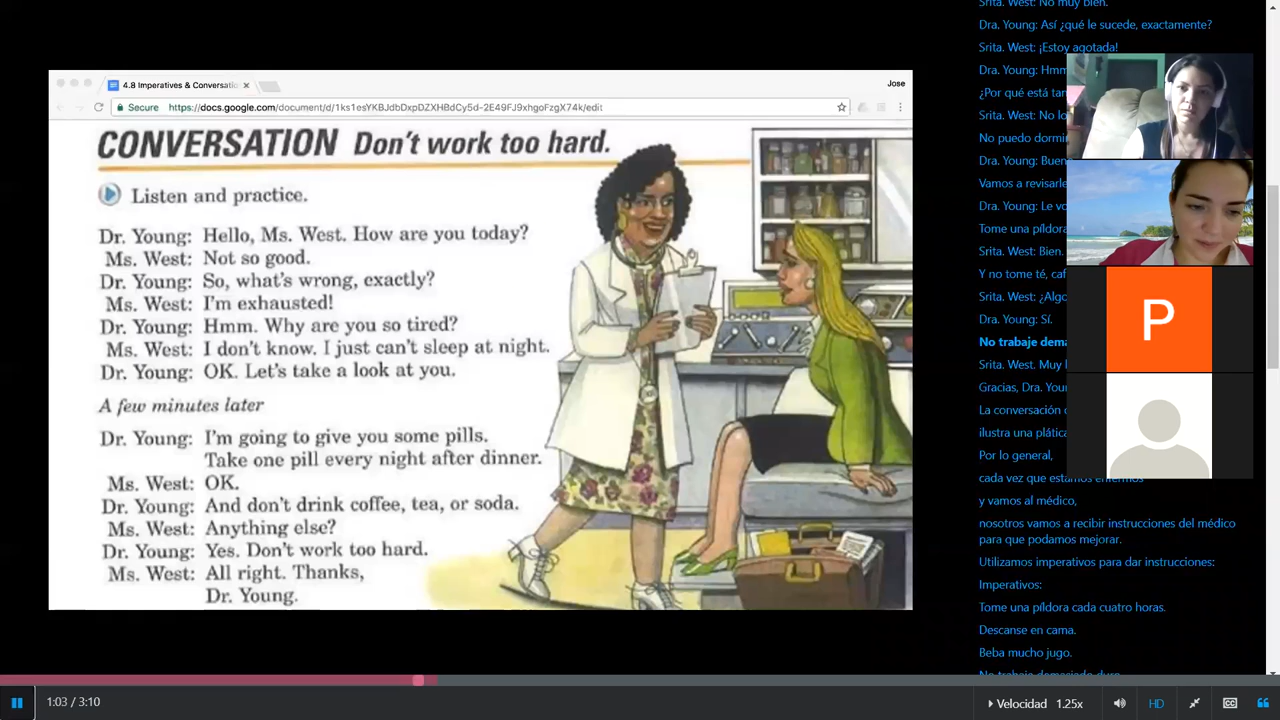 4.8 Imperatives & Conversatio
Jose
Secure
https://docs.google.com/document/d/1ks1esYKBJdbDxpDZXHBdCy5d-2E49FJ9xhgoFzgX74k/edit
CONVERSATION Don't work too hard.
Listen and practice.
Dr. Young: Hello, Ms. West. How are you today?
Ms. West: Not so good.
Dr. Young: So, what's wrong, exactly?
Ms. West: I'm exhausted!
Dr. Young: Hmm. Why are you so tired?
Ms. West: I don't know. I just can't sleep at night.
Dr. Young: OK. Let's take a look at you.
A few minutes later
Dr. Young: I'm going to give you some pills.
Take one pill every night after dinner.
Ms. West: OK.
Dr. Young: And don't drink coffee, tea, or soda.
Ms. West: Anything else?
Dr. Young: Yes. Don't work too hard.
Ms. West: All right. Thanks,
Dr. Young.
Srita. West: No muy bien.
Dra. Young: Así ¿qué le sucede, exactamente?
Srita. West: ¡Estoy agotada!
Dra. Young: Hmm
¿Por qué está tan
Srita. West: No lo
No puedo dormir
Dra. Young: Bueno
Vamos a revisarle
Dra. Young: Le vo
Tome una píldora
Srita. West: Bien.
Y no tome té, caf
Srita. West: ¿Algo
Dra. Young: Sí.
No trabaje dema
Srita. West. Muy b
Gracias, Dra. Youn
La conversación
ilustra una plátic
Por lo general,
cada vez que estamos enfermos
y vamos al médico,
nosotros vamos a recibir instrucciones del médico
para que podamos mejorar.
Utilizamos imperativos para dar instrucciones:
Imperativos:
Tome una píldora cada cuatro horas.
Descanse en cama.
Beba mucho jugo.
No trabaje demasiado duro
P
1:03 / 3:10
Velocidad 1.25x
HD
CC